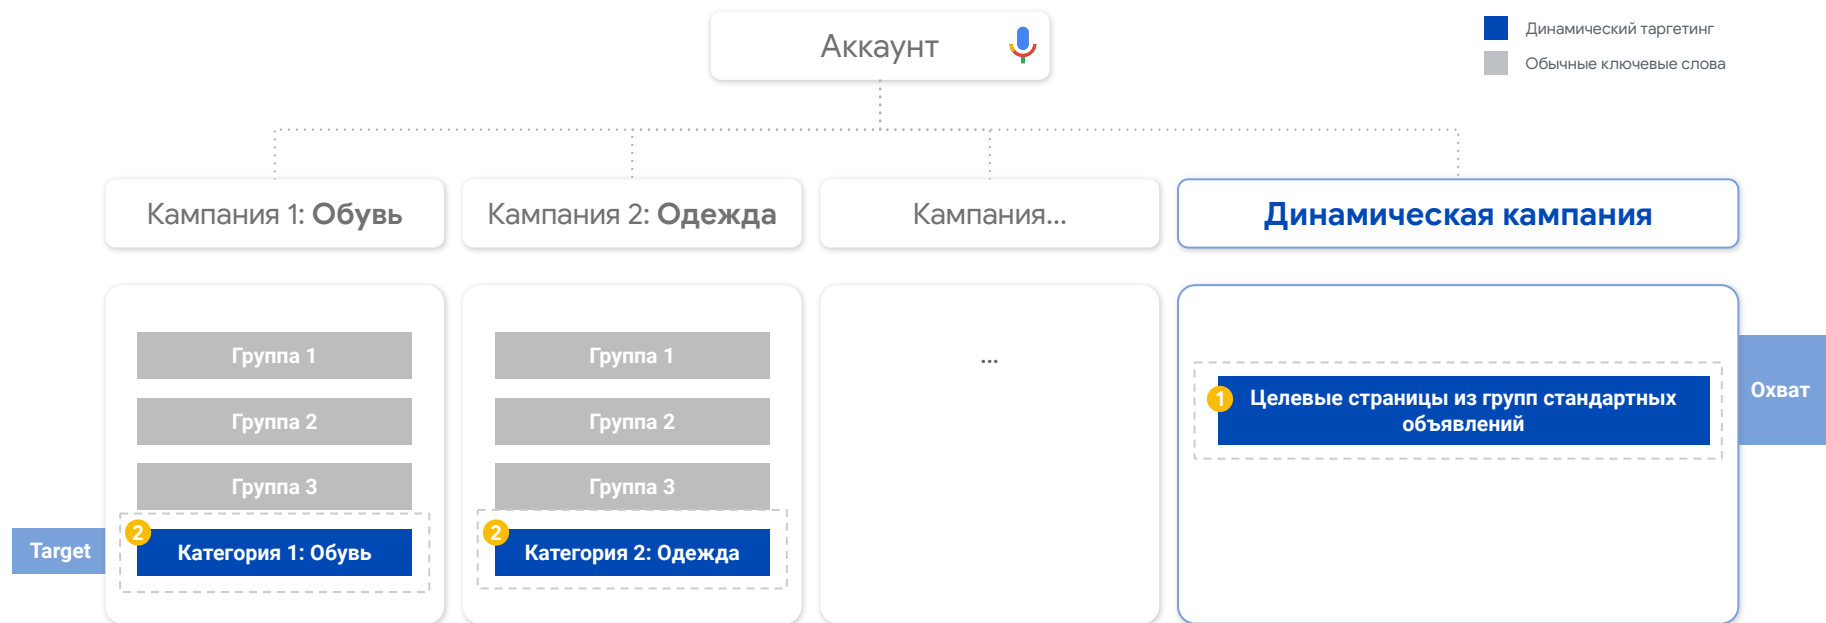 Аккаунт
Динамический таргетинг
Обычные ключевые слова
Кампания 1: Обувь
Кампания 2: Одежда
Кампания...
Динамическая кампания
Группа 1
Группа 2
Группа 3
2
Категория 1: Обувь
Target
Группа 1
Группа 2
Группа 3
2
Категория 2: Одежда
...
1
Целевые страницы из групп стандартных
объявлений
Охват